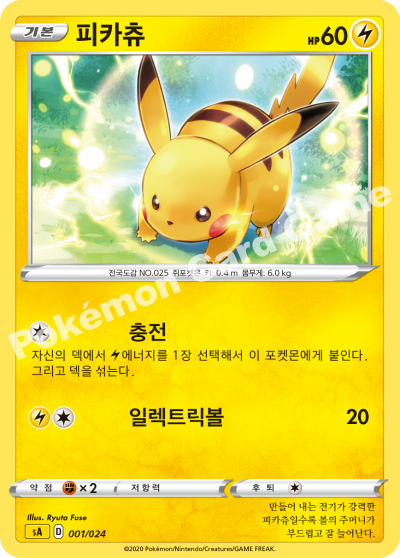 기본 피카츄 HP60
전국도감 NO.025 쥐포켓몬 키 0.4 m 몸무게: 6.0 kg
Pokémon Card Game
충전
자신의 덱에서 에너지를 1장 선택해서 이 포켓몬에게 붙인다.
그리고 덱을 섞는다.
일렉트릭볼 20
약점 ×2 저항력 후퇴
Illus. Ryuta Fuse
sA D 001/024
만들어 내는 전기가 강력한
피카츄일수록 볼의 주머니가
부드럽고 잘 늘어난다.
©2020 Pokémon/Nintendo/Creatures/GAME FREAK.